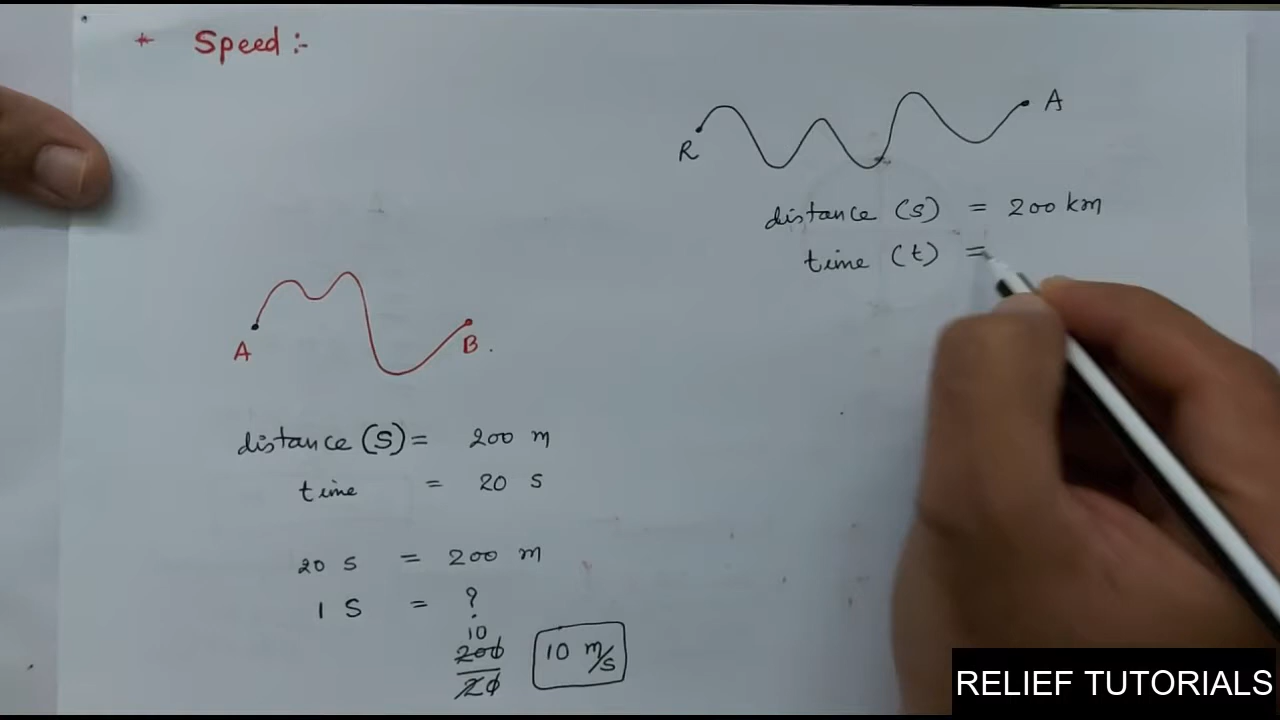 * Speed :-
R
A
distance (s) = 200 km
time (t) =
A
B .
distance (S) = 200 m
time = 20 s
20 s = 200 m
1 S = ?
10
200
20
10 m/s
RELIEF TUTORIALS